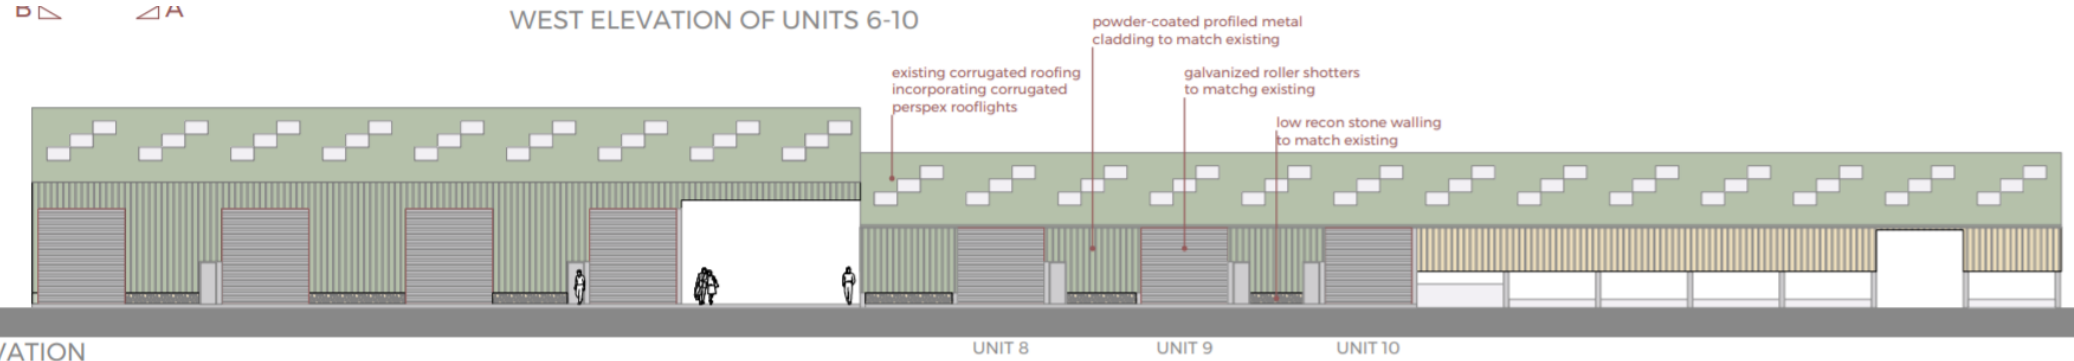 B A
WEST ELEVATION OF UNITS 6-10
powder-coated profiled metal
cladding to match existing
existing corrugated roofing
incorporating corrugated
perspex rooflights
galvanized roller shotters
to matchg existing
low recon stone walling
to match existing
VATION
UNIT 8
UNIT 9
UNIT 10